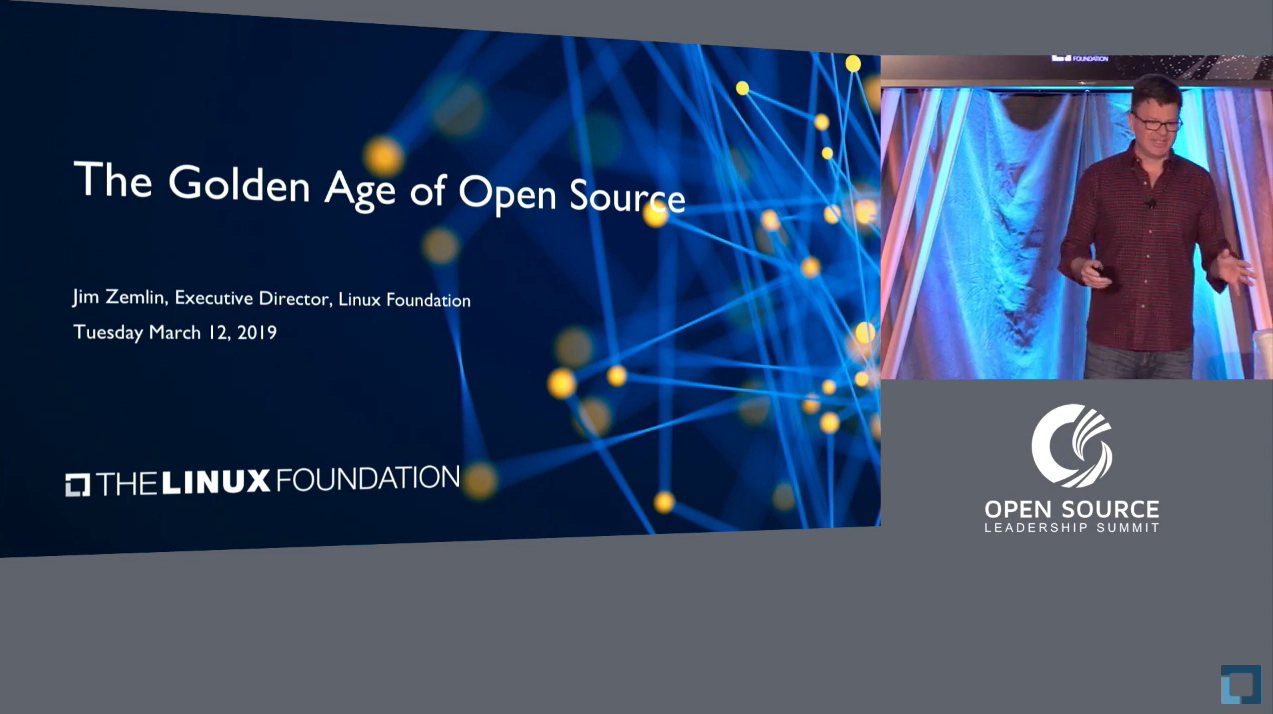 The Golden Age of Open Source
Jim Zemlin, Executive Director, Linux Foundation
Tuesday March 12, 2019
THE LINUX FOUNDATION
FOUNDATION
OPEN SOURCE
LEADERSHIP SUMMIT